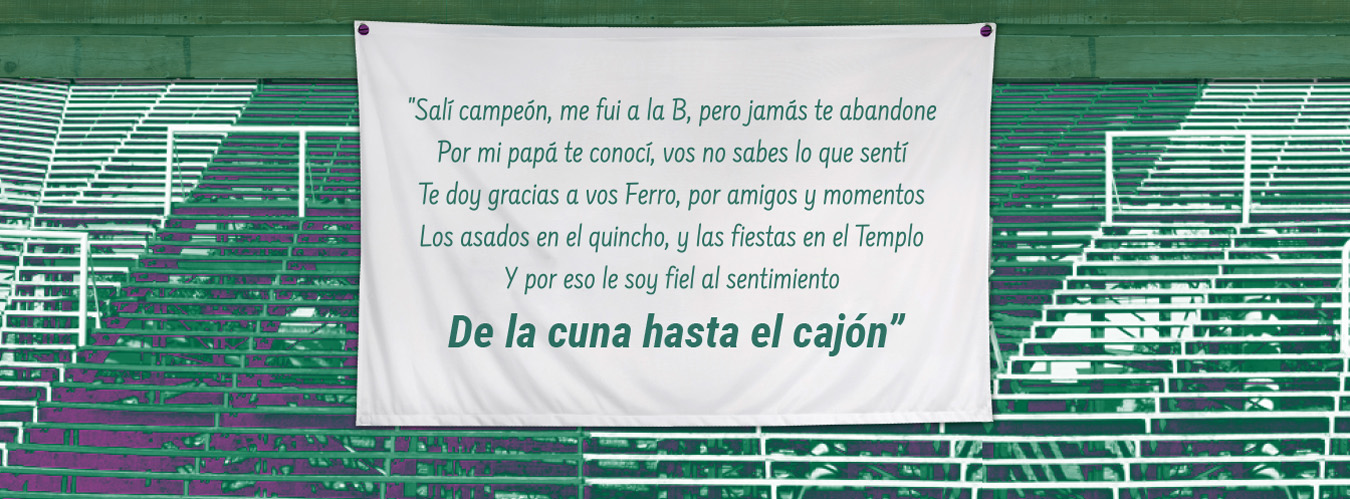 "Salí campeón, me fui a la B, pero jamás te abandone
Por mi papá te conocí, vos no sabes lo que sentí
Te doy gracias a vos Ferro, por amigos y momentos
Los asados en el quincho, y las fiestas en el Templo
Y por eso le soy fiel al sentimiento
De la cuna hasta el cajón”